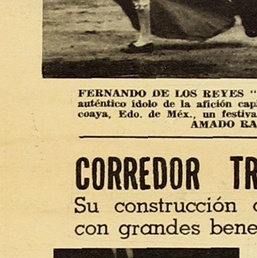 FERNANDO DE LOS REYES "
auténtico ídolo de la afición cap
coaya, Edo. de Méx., un festiva
AMADO RA
CORREDOR TR
Su construcción
con grandes bene